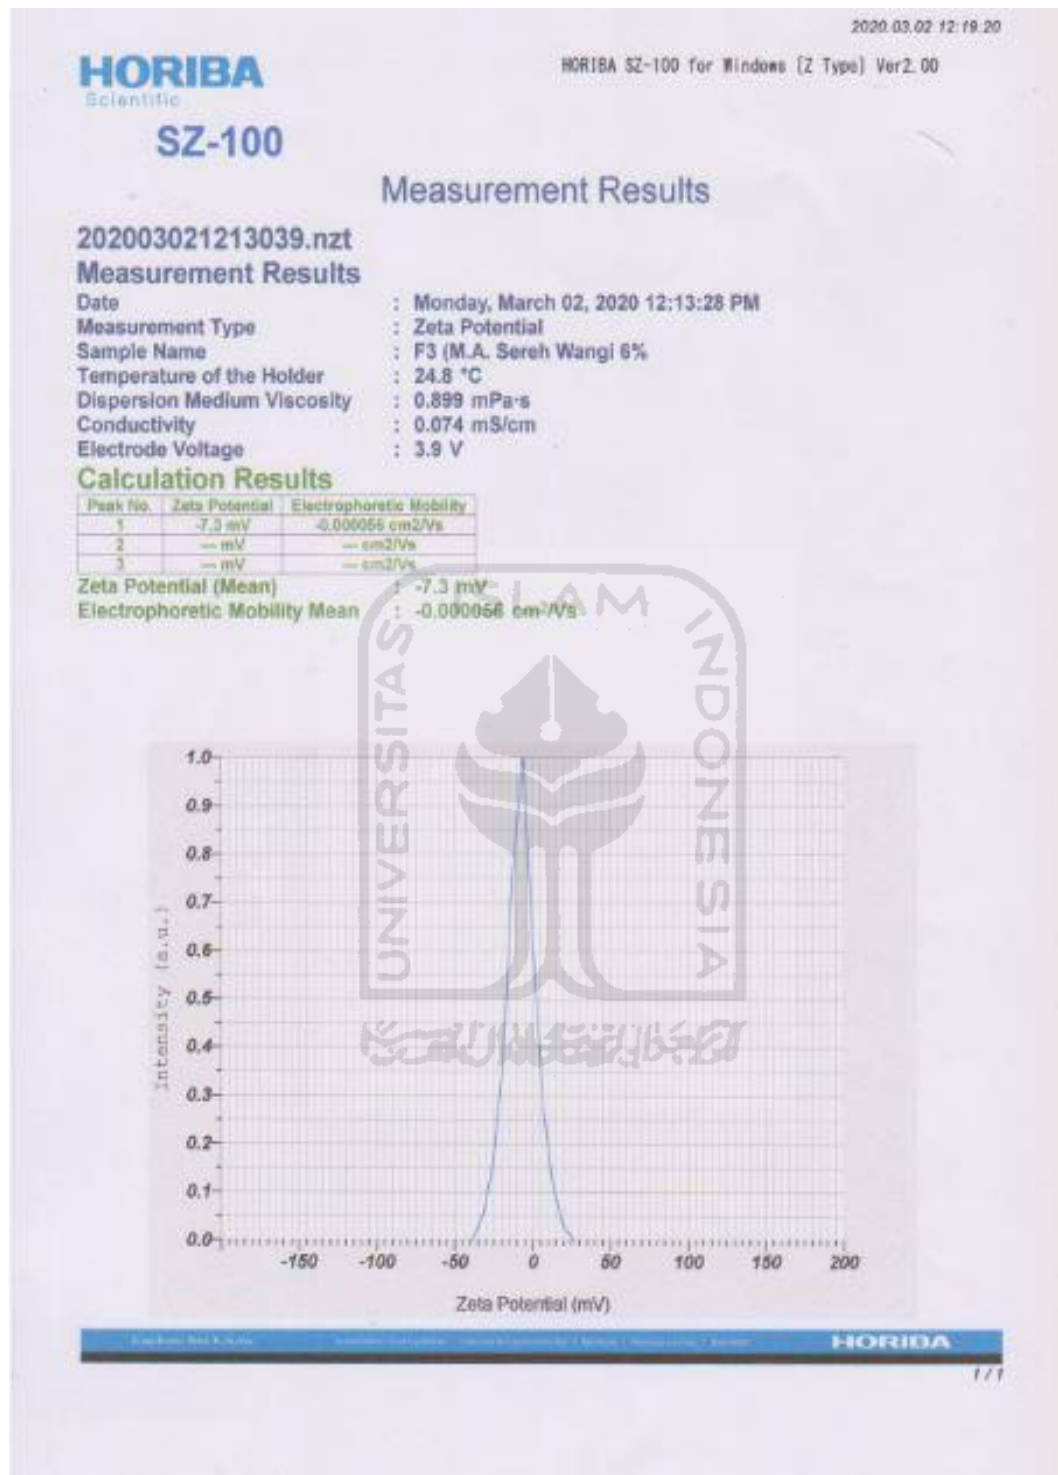 2020.03.02 12:19:20
HORIBA
Scientific
HORIBA SZ-100 for Windows [Z Type] Ver2.00
SZ-100
Measurement Results
202003021213039.nzt
Measurement Results
Date : Monday, March 02, 2020 12:13:28 PM
Measurement Type : Zeta Potential
Sample Name : F3 (M.A. Sereh Wangi 6%
Temperature of the Holder : 24.8 °C
Dispersion Medium Viscosity : 0.899 mPa·s
Conductivity : 0.074 mS/cm
Electrode Voltage : 3.9 V
Calculation Results
Peak No. Zeta Potential Electrophoretic Mobility
1 -7.3 mV -0.000056 cm2/Vs
2 --- mV --- cm2/Vs
3 --- mV --- cm2/Vs
Zeta Potential (Mean) : -7.3 mV
Electrophoretic Mobility Mean : -0.000056 cm²/Vs
UNIVERSITAS ISLAM INDONESIA
1.0
0.9
0.8
0.7
0.6
0.5
0.4
0.3
0.2
0.1
0.0
Intensity (a.u.)
-150 -100 -50 0 50 100 150 200
Zeta Potential (mV)
HORIBA
1 / 1